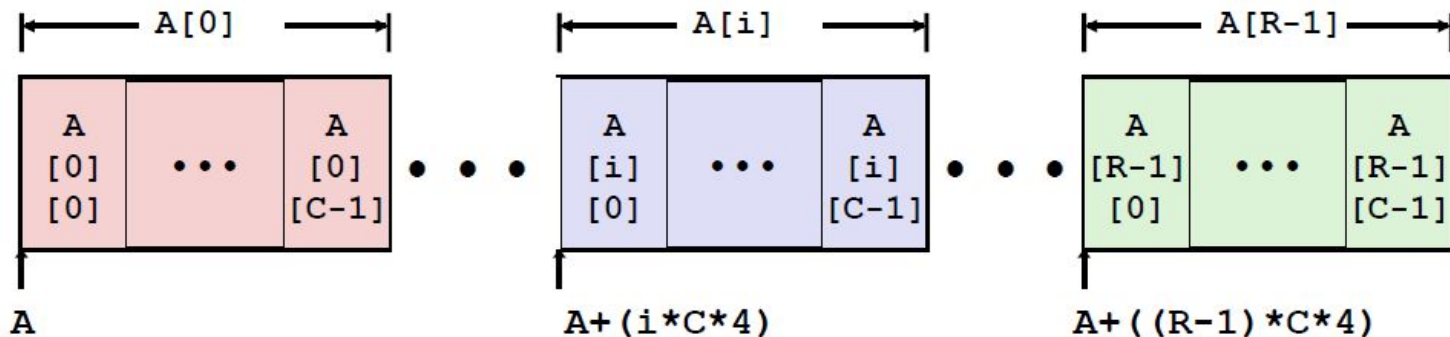 A[0] A[i] A[R-1]
A A A A A A
[0] ••• [0] • • • [i] ••• [i] • • • [R-1] ••• [R-1]
[0] [C-1] [0] [C-1] [0] [C-1]
A A+(i*C*4) A+((R-1)*C*4)